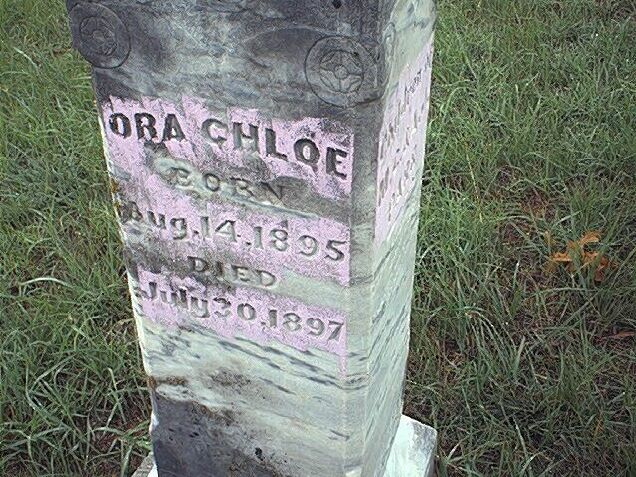 ORA CHLOE
BORN
Aug. 14, 1895
DIED
July 30, 1897